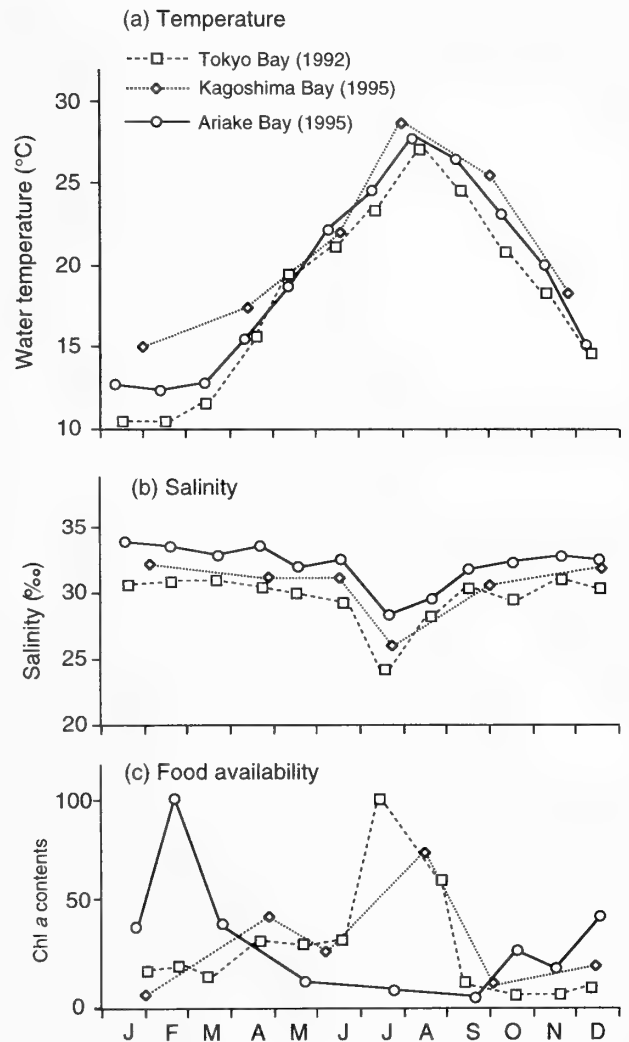 (a) Temperature
Tokyo Bay (1992)
Kagoshima Bay (1995)
Ariake Bay (1995)
Water temperature (°C)
30
25
20
15
10
(b) Salinity
Salinity (‰)
35
30
25
20
(c) Food availability
Chl a contents
100
50
0
J F M A M J J A S O N D